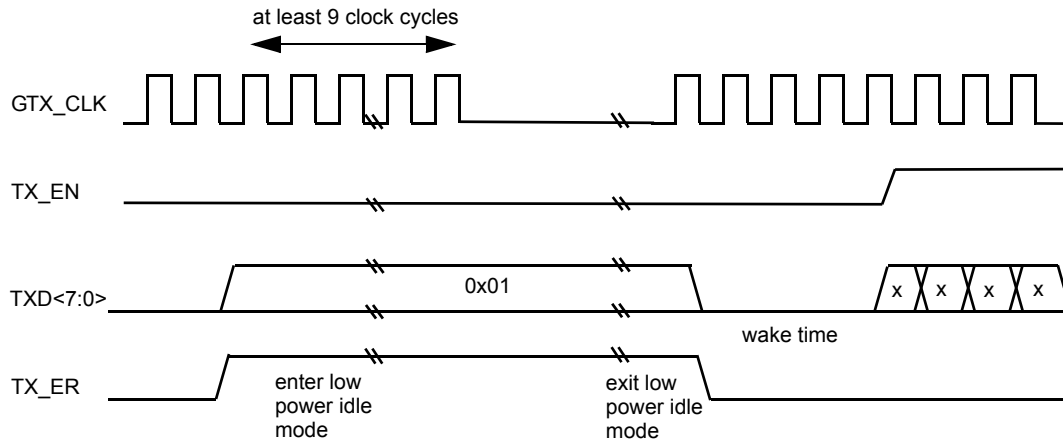 at least 9 clock cycles
GTX_CLK
TX_EN
TXD<7:0>
0x01
x x x x
wake time
TX_ER
enter low
power idle
mode
exit low
power idle
mode